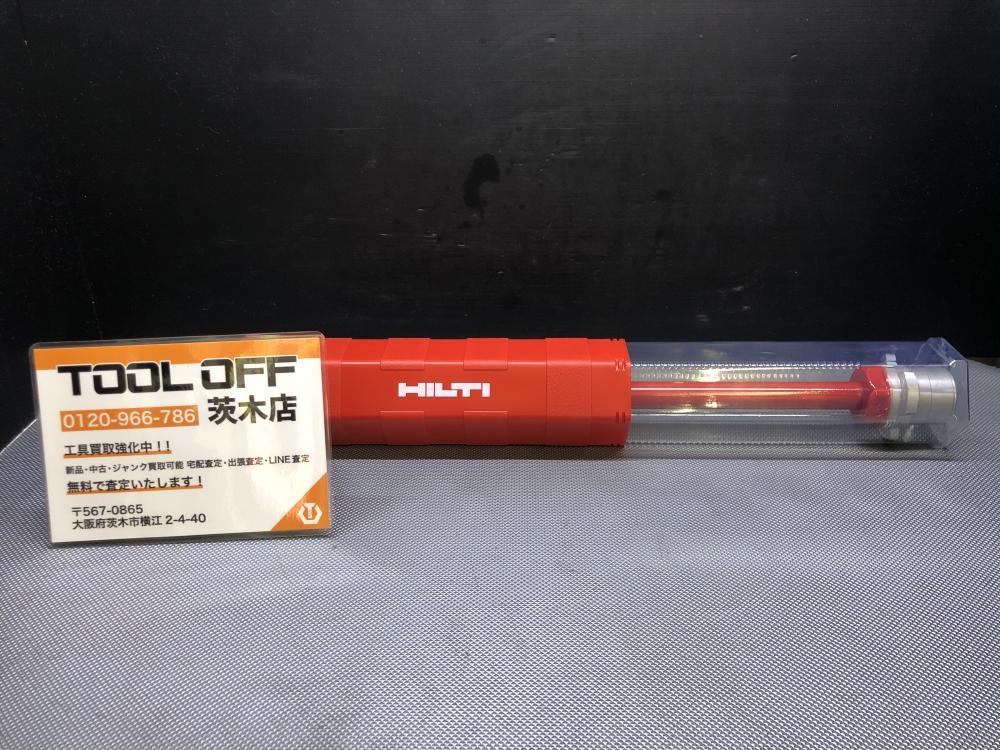 TOOL OFF
0120-966-786 茨木店
工具買取強化中！！
新品・中古・ジャンク買取可能 宅配査定・出張査定・LINE査定
無料で査定いたします！
〒567-0865
大阪府茨木市横江 2-4-40
HILTI